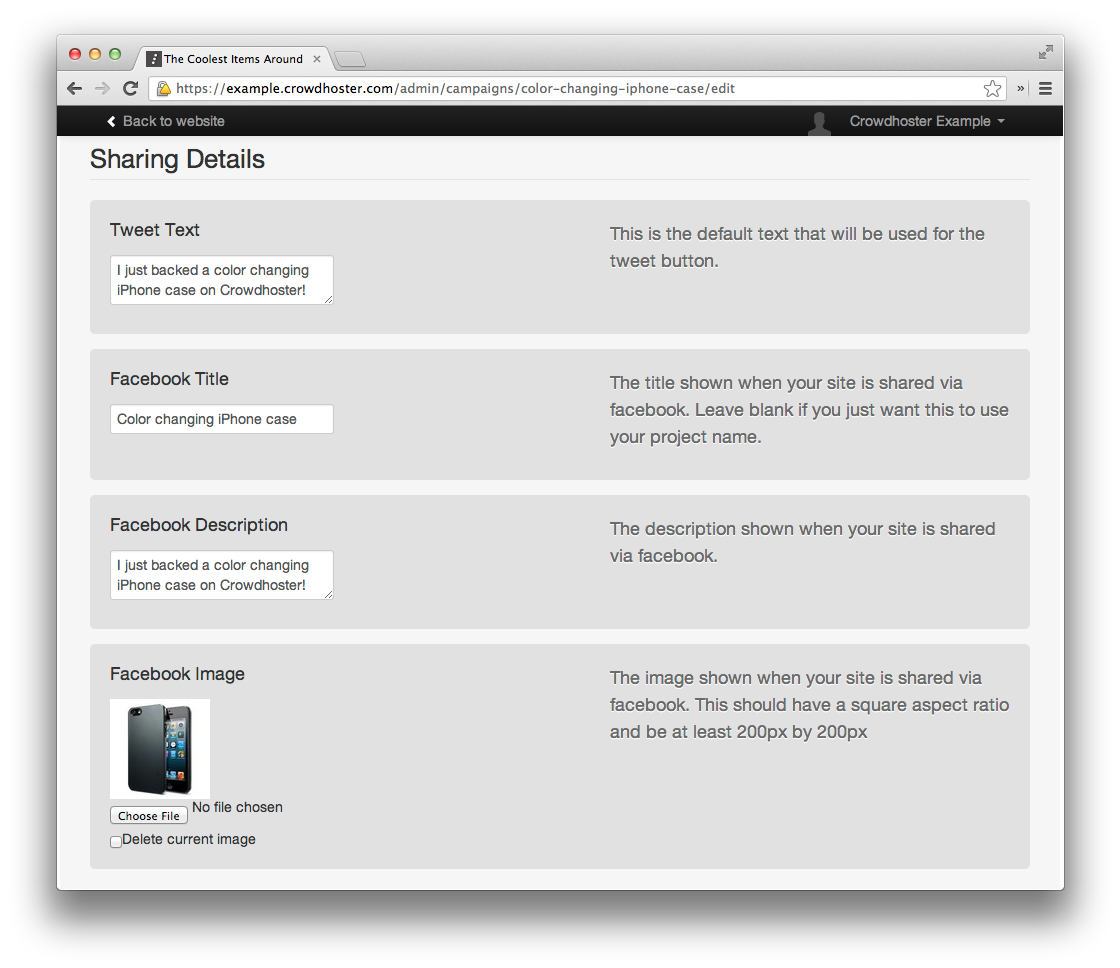 The Coolest Items Around
https://example.crowdhoster.com/admin/campaigns/color-changing-iphone-case/edit
Back to website
Crowdhoster Example
Sharing Details
Tweet Text
I just backed a color changing
iPhone case on Crowdhoster!
This is the default text that will be used for the
tweet button.
Facebook Title
Color changing iPhone case
The title shown when your site is shared via
facebook. Leave blank if you just want this to use
your project name.
Facebook Description
I just backed a color changing
iPhone case on Crowdhoster!
The description shown when your site is shared
via facebook.
Facebook Image
The image shown when your site is shared via
facebook. This should have a square aspect ratio
and be at least 200px by 200px
Choose File No file chosen
Delete current image